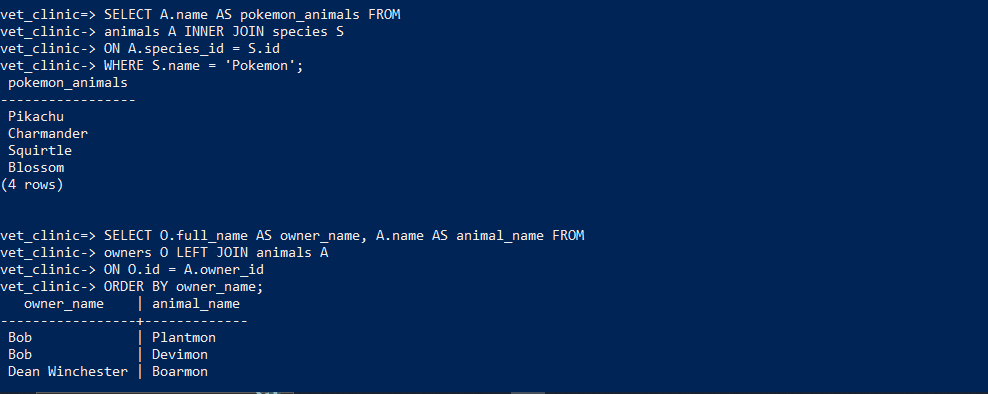 vet_clinic=> SELECT A.name AS pokemon_animals FROM
vet_clinic-> animals A INNER JOIN species S
vet_clinic-> ON A.species_id = S.id
vet_clinic-> WHERE S.name = 'Pokemon';
 pokemon_animals
-----------------
 Pikachu
 Charmander
 Squirtle
 Blossom
(4 rows)
vet_clinic=> SELECT O.full_name AS owner_name, A.name AS animal_name FROM
vet_clinic-> owners O LEFT JOIN animals A
vet_clinic-> ON O.id = A.owner_id
vet_clinic-> ORDER BY owner_name;
   owner_name    | animal_name
-----------------+-------------
 Bob             | Plantmon
 Bob             | Devimon
 Dean Winchester | Boarmon